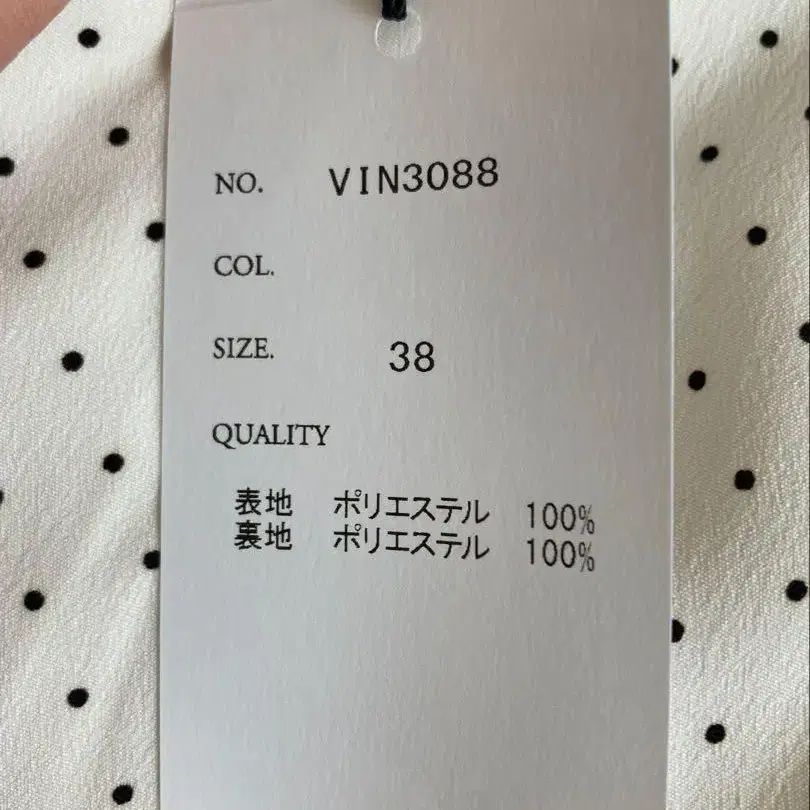 NO. VIN3088
COL.
SIZE. 38
QUALITY
表地 ポリエステル 100%
裏地 ポリエステル 100%